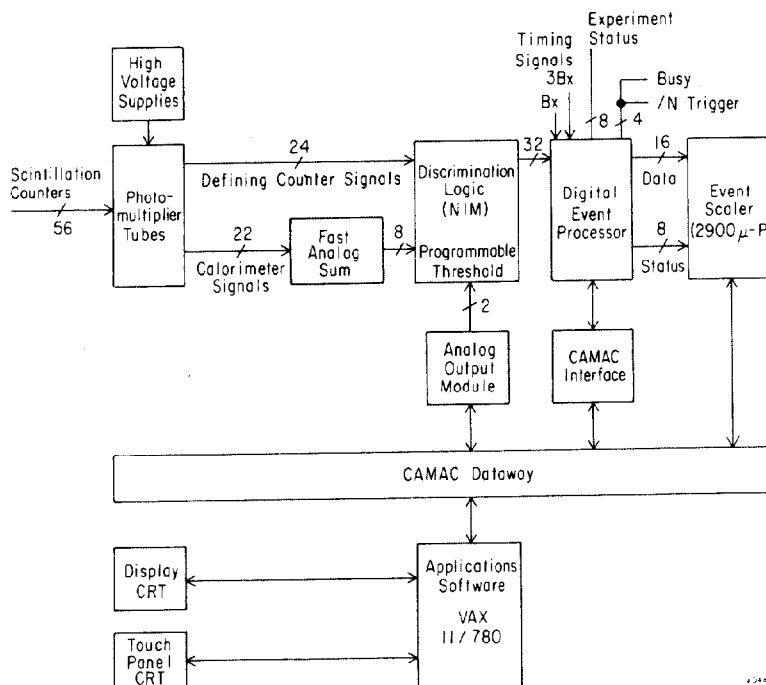 Experiment
Status
Timing
Signals
3Bx
Bx
8
4
Busy
/N Trigger
High
Voltage
Supplies
Scintillation
Counters
56
Photo-
multiplier
Tubes
24
Defining Counter Signals
22
Calorimeter
Signals
Fast
Analog
Sum
8
Discrimination
Logic
(NIM)
Programmable
Threshold
32
Digital
Event
Processor
16
Data
8
Status
Event
Scaler
(2900 μ-P
2
Analog
Output
Module
CAMAC
Interface
CAMAC Dataway
Display
CRT
Touch
Panel
CRT
Applications
Software
VAX
11/780